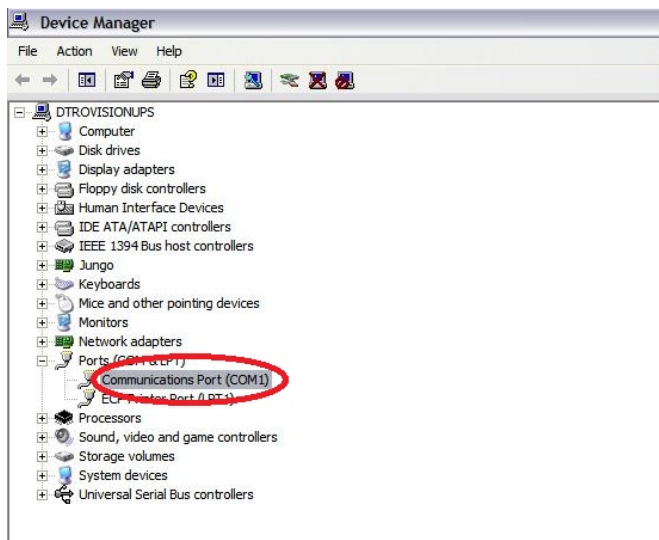 Device Manager
File Action View Help
DTROVISIONUPS
Computer
Disk drives
Display adapters
Floppy disk controllers
Human Interface Devices
IDE ATA/ATAPI controllers
IEEE 1394 Bus host controllers
Jungo
Keyboards
Mice and other pointing devices
Monitors
Network adapters
Ports (COM & LPT)
Communications Port (COM1)
ECP Printer Port (LPT1)
Processors
Sound, video and game controllers
Storage volumes
System devices
Universal Serial Bus controllers